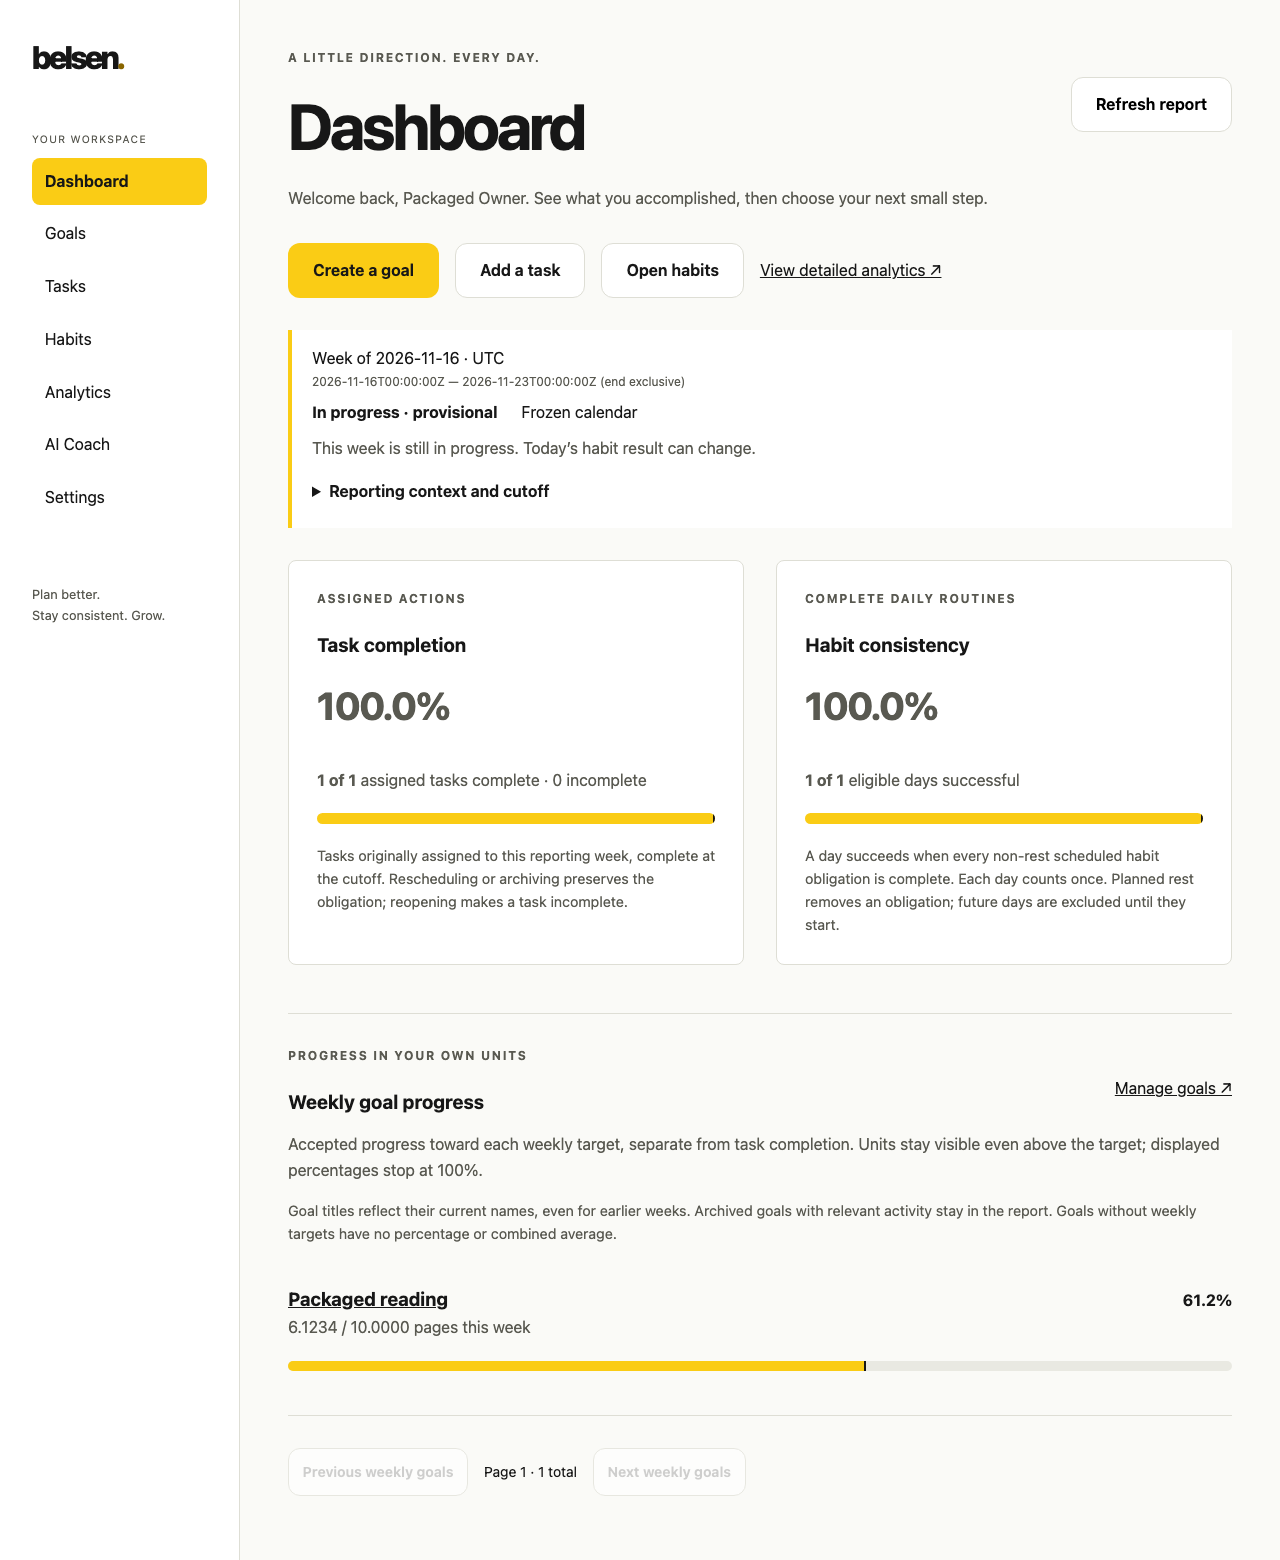 belsen.
YOUR WORKSPACE
Dashboard
Goals
Tasks
Habits
Analytics
AI Coach
Settings
Plan better.
Stay consistent. Grow.
A LITTLE DIRECTION. EVERY DAY.
Dashboard
Refresh report
Welcome back, Packaged Owner. See what you accomplished, then choose your next small step.
Create a goal
Add a task
Open habits
View detailed analytics ↗
Week of 2026-11-16 · UTC
2026-11-16T00:00:00Z — 2026-11-23T00:00:00Z (end exclusive)
In progress · provisional Frozen calendar
This week is still in progress. Today’s habit result can change.
Reporting context and cutoff
ASSIGNED ACTIONS
Task completion
100.0%
1 of 1 assigned tasks complete · 0 incomplete
Tasks originally assigned to this reporting week, complete at
the cutoff. Rescheduling or archiving preserves the
obligation; reopening makes a task incomplete.
COMPLETE DAILY ROUTINES
Habit consistency
100.0%
1 of 1 eligible days successful
A day succeeds when every non-rest scheduled habit
obligation is complete. Each day counts once. Planned rest
removes an obligation; future days are excluded until they
start.
PROGRESS IN YOUR OWN UNITS
Weekly goal progress
Manage goals ↗
Accepted progress toward each weekly target, separate from task completion. Units stay visible even above the target; displayed
percentages stop at 100%.
Goal titles reflect their current names, even for earlier weeks. Archived goals with relevant activity stay in the report. Goals without weekly
targets have no percentage or combined average.
Packaged reading
61.2%
6.1234 / 10.0000 pages this week
Previous weekly goals
Page 1 · 1 total
Next weekly goals